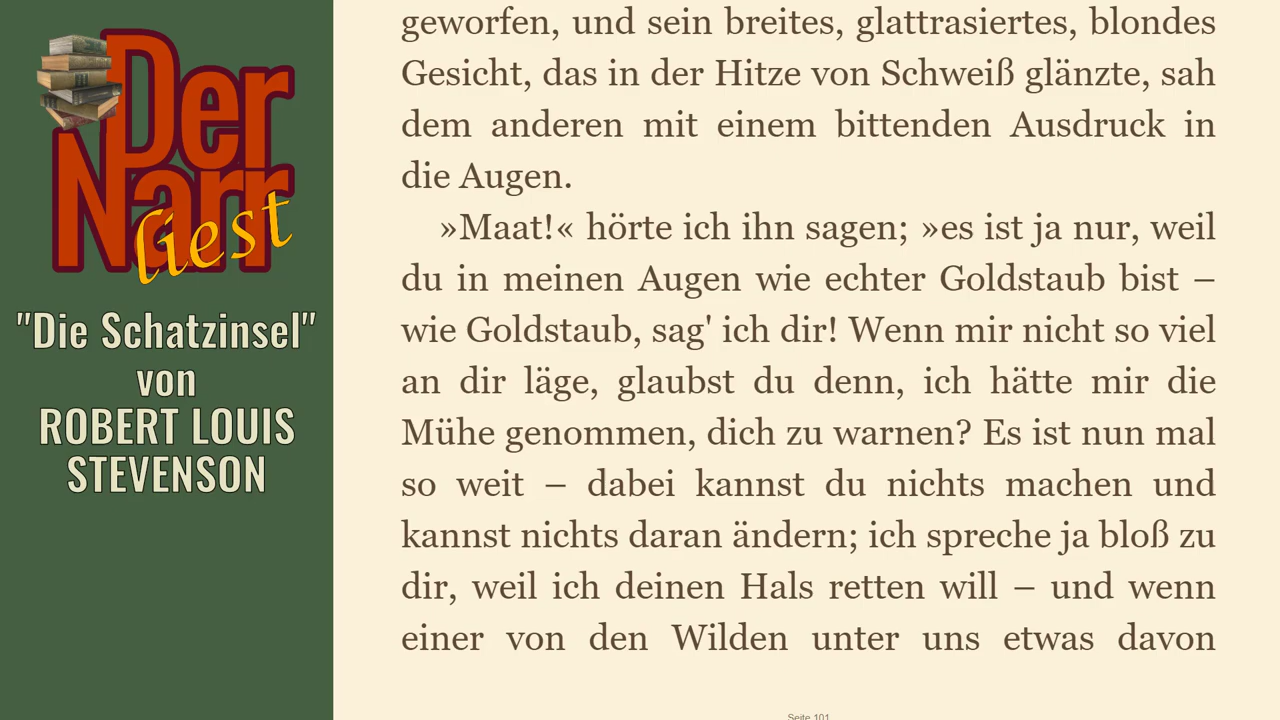 Der
Narr
liest
"Die Schatzinsel"
von
ROBERT LOUIS
STEVENSON
geworfen, und sein breites, glattrasiertes, blondes
Gesicht, das in der Hitze von Schweiß glänzte, sah
dem anderen mit einem bittenden Ausdruck in
die Augen.
»Maat!« hörte ich ihn sagen; »es ist ja nur, weil
du in meinen Augen wie echter Goldstaub bist –
wie Goldstaub, sag' ich dir! Wenn mir nicht so viel
an dir läge, glaubst du denn, ich hätte mir die
Mühe genommen, dich zu warnen? Es ist nun mal
so weit – dabei kannst du nichts machen und
kannst nichts daran ändern; ich spreche ja bloß zu
dir, weil ich deinen Hals retten will – und wenn
einer von den Wilden unter uns etwas davon
Seite 101